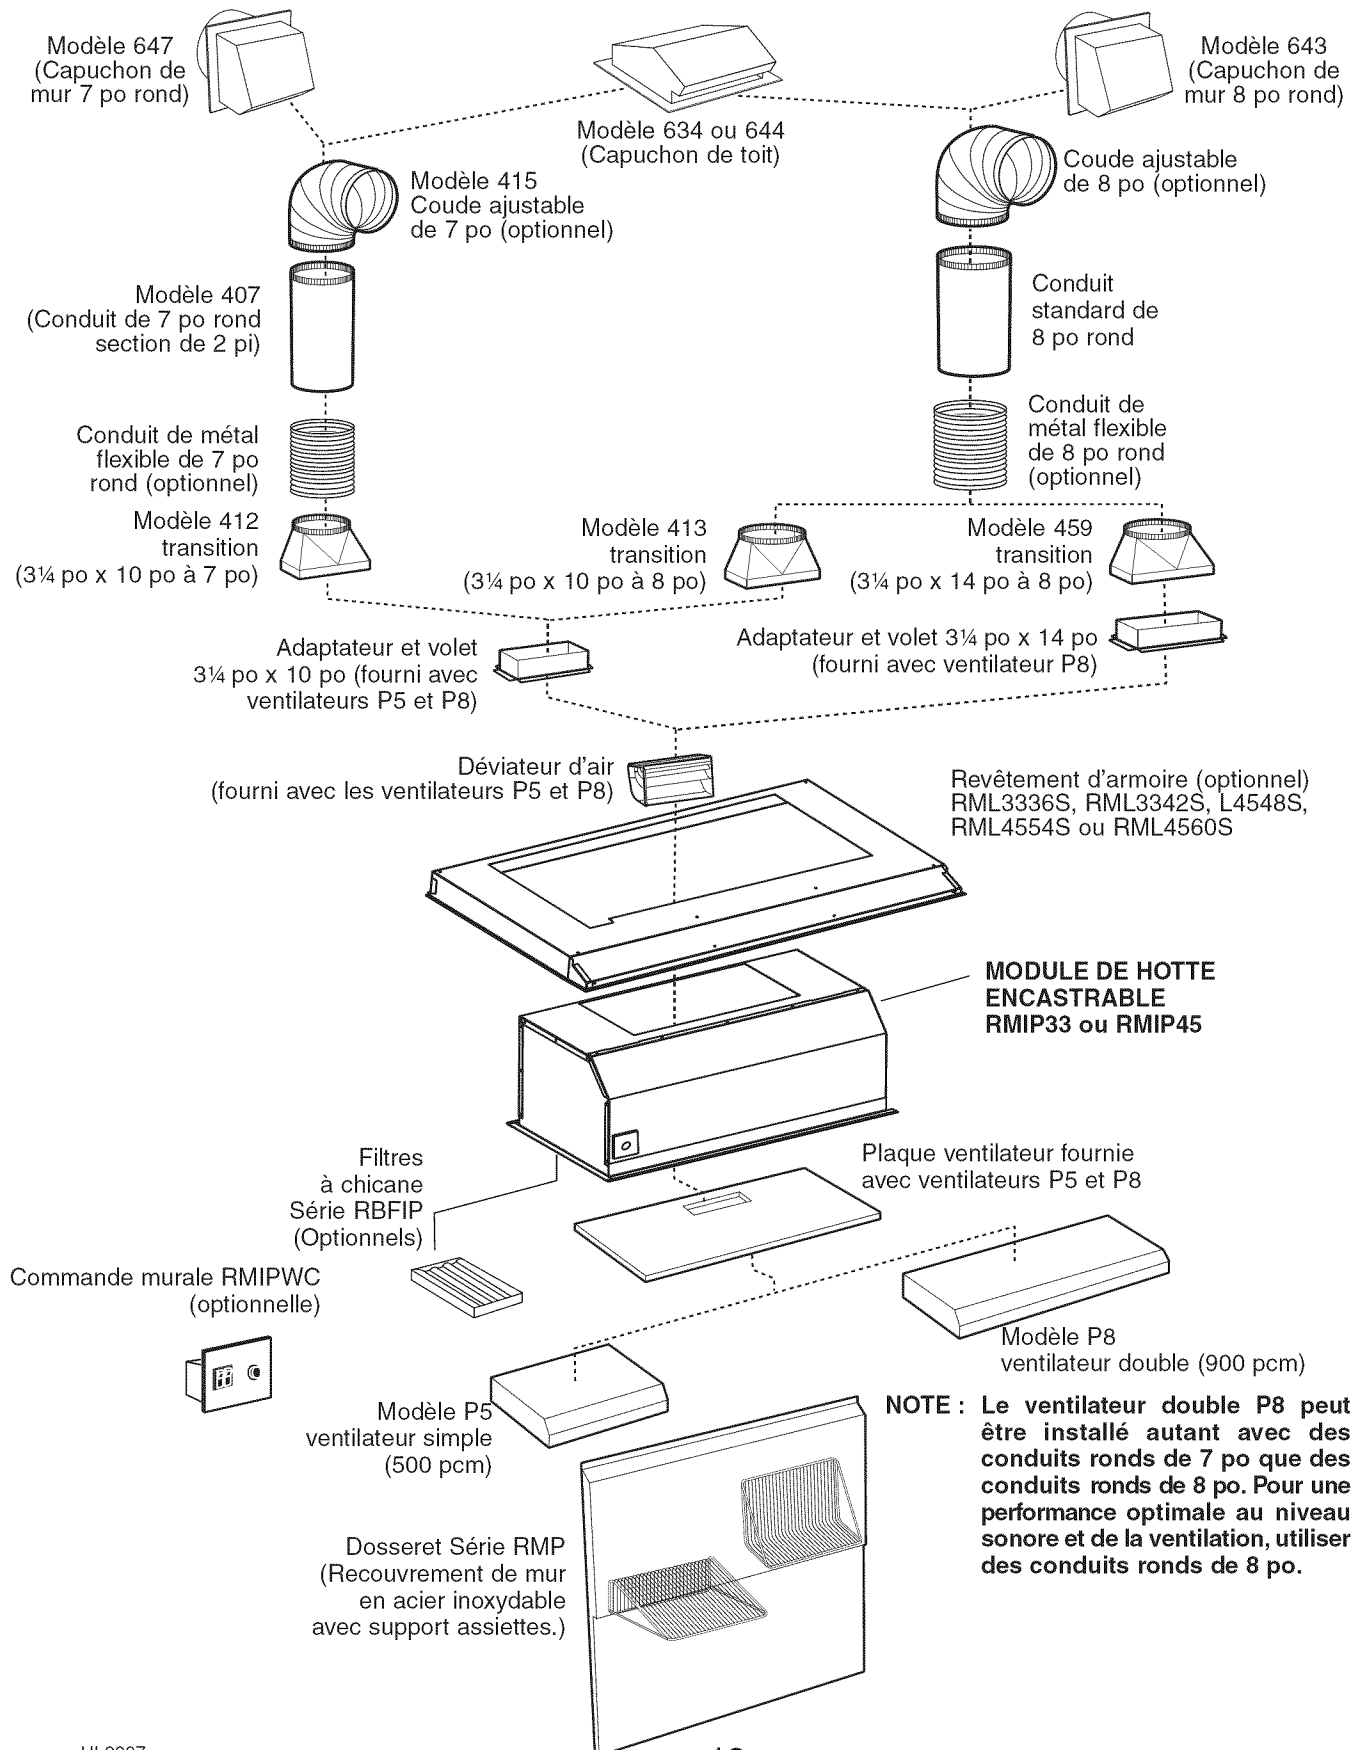 Modèle 647
(Capuchon de
mur 7 po rond)
Modèle 634 ou 644
(Capuchon de toit)
Modèle 643
(Capuchon de
mur 8 po rond)
Modèle 415
Coude ajustable
de 7 po (optionnel)
Coude ajustable
de 8 po (optionnel)
Modèle 407
(Conduit de 7 po rond
section de 2 pi)
Conduit
standard de
8 po rond
Conduit de métal
flexible de 7 po
rond (optionnel)
Conduit de
métal flexible
de 8 po rond
(optionnel)
Modèle 412
transition
(3¼ po x 10 po à 7 po)
Modèle 413
transition
(3¼ po x 10 po à 8 po)
Modèle 459
transition
(3¼ po x 14 po à 8 po)
Adaptateur et volet
3¼ po x 10 po (fourni avec
ventilateurs P5 et P8)
Adaptateur et volet 3¼ po x 14 po
(fourni avec ventilateur P8)
Déviateur d'air
(fourni avec les ventilateurs P5 et P8)
Revêtement d'armoire (optionnel)
RML3336S, RML3342S, L4548S,
RML4554S ou RML4560S
MODULE DE HOTTE
ENCASTRABLE
RMIP33 ou RMIP45
Filtres
à chicane
Série RBFIP
(Optionnels)
Plaque ventilateur fournie
avec ventilateurs P5 et P8
Commande murale RMIPWC
(optionnelle)
Modèle P8
ventilateur double (900 pcm)
Modèle P5
ventilateur simple
(500 pcm)
NOTE : Le ventilateur double P8 peut
être installé autant avec des
conduits ronds de 7 po que des
conduits ronds de 8 po. Pour une
performance optimale au niveau
sonore et de la ventilation, utiliser
des conduits ronds de 8 po.
Dosseret Série RMP
(Recouvrement de mur
en acier inoxydable
avec support assiettes.)